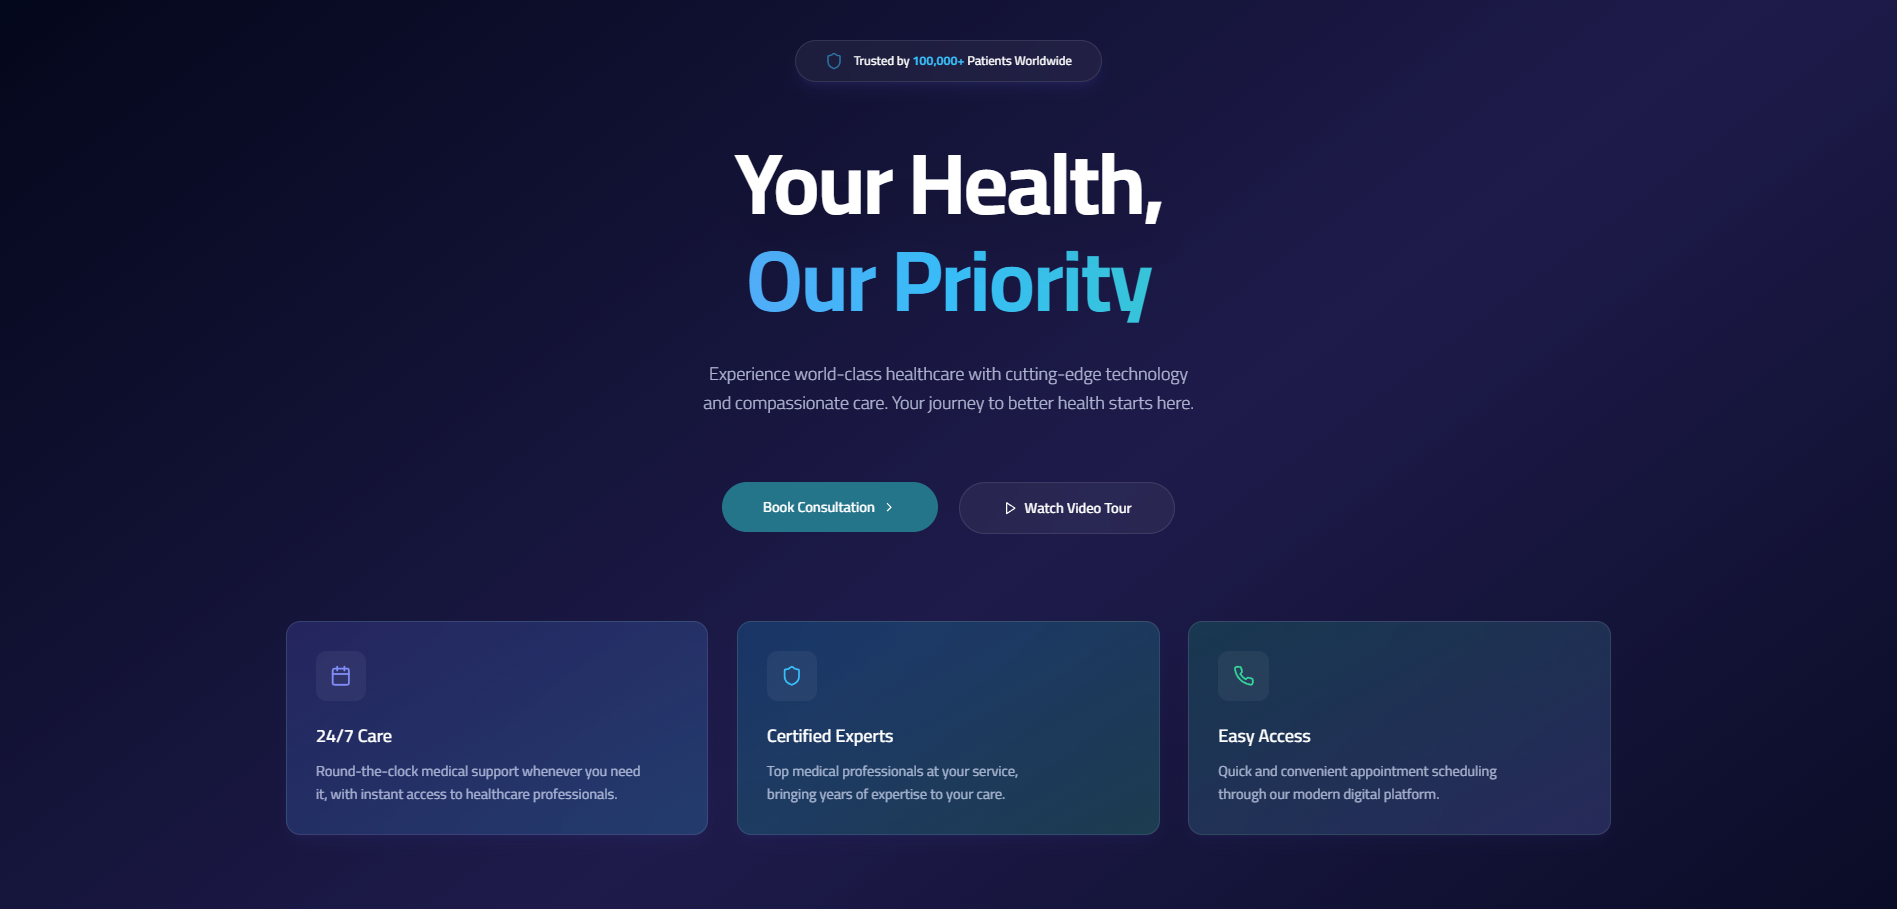 Trusted by 100,000+ Patients Worldwide
Your Health,
Our Priority
Experience world-class healthcare with cutting-edge technology
and compassionate care. Your journey to better health starts here.
Book Consultation
Watch Video Tour
24/7 Care
Round-the-clock medical support whenever you need
it, with instant access to healthcare professionals.
Certified Experts
Top medical professionals at your service,
bringing years of expertise to your care.
Easy Access
Quick and convenient appointment scheduling
through our modern digital platform.